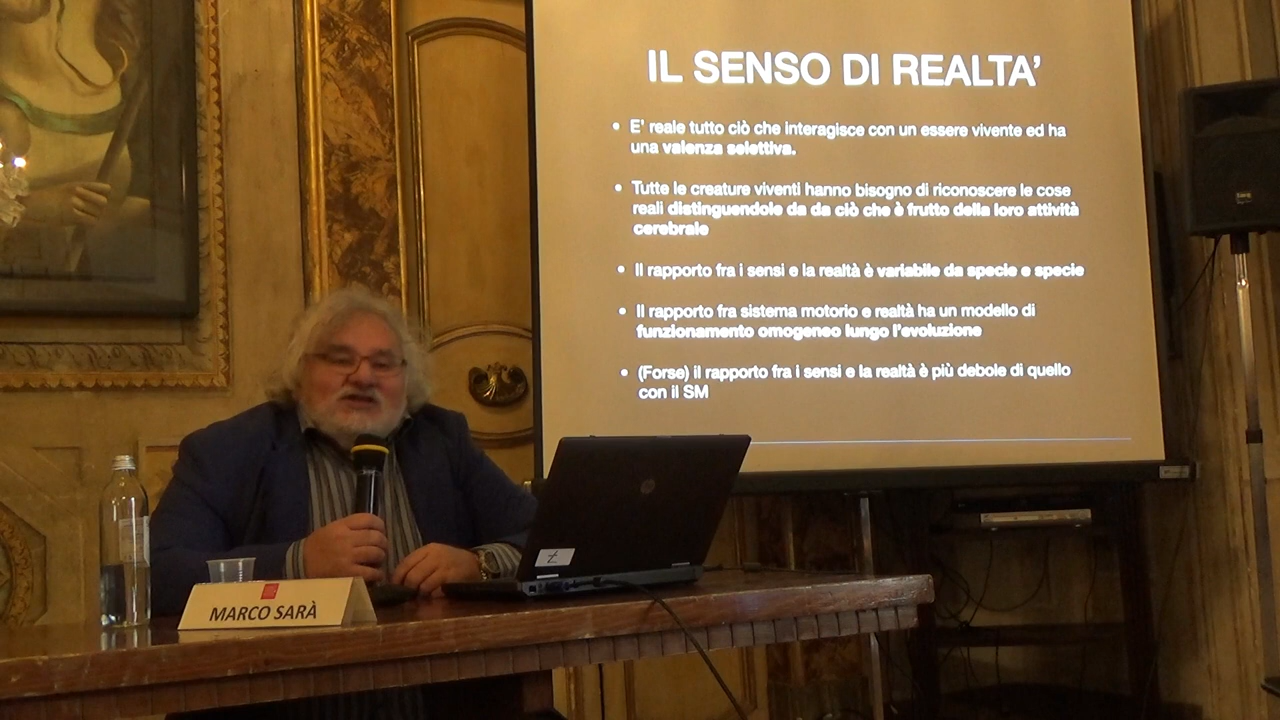 IL SENSO DI REALTA'
• E' reale tutto ciò che interagisce con un essere vivente ed ha
una valenza selettiva.
• Tutte le creature viventi hanno bisogno di riconoscere le cose
reali distinguendole da da ciò che è frutto della loro attività
cerebrale
• Il rapporto fra i sensi e la realtà è variabile da specie e specie
• Il rapporto fra sistema motorio e realtà ha un modello di
funzionamento omogeneo lungo l'evoluzione
• (Forse) il rapporto fra i sensi e la realtà è più debole di quello
con il SM
MARCO SARÀ